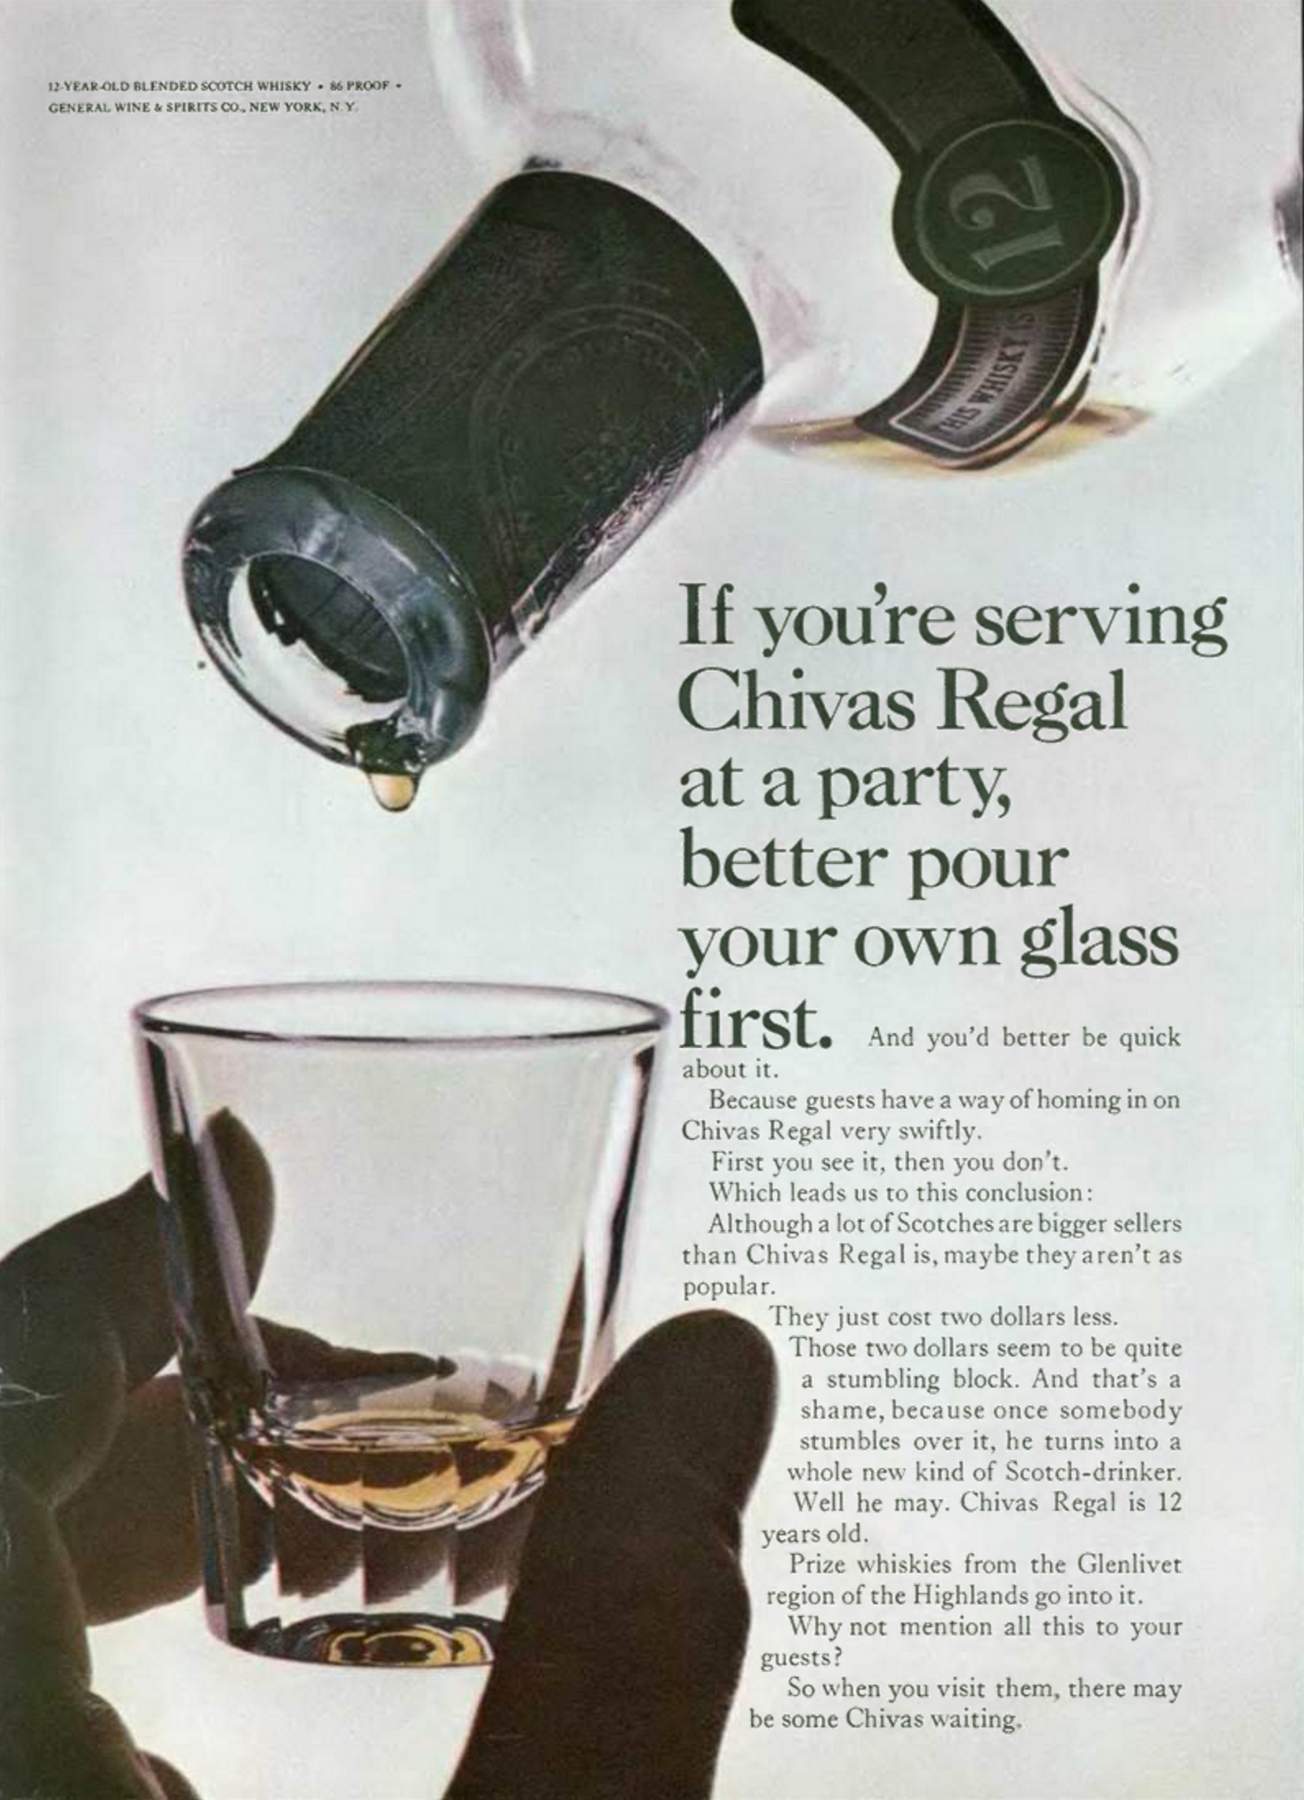 12-YEAR-OLD BLENDED SCOTCH WHISKY • 86 PROOF •
GENERAL WINE & SPIRITS CO., NEW YORK, N.Y.
12
THIS WHISKY IS
If you're serving
Chivas Regal
at a party,
better pour
your own glass
first. And you'd better be quick
about it.
Because guests have a way of homing in on
Chivas Regal very swiftly.
First you see it, then you don't.
Which leads us to this conclusion:
Although a lot of Scotches are bigger sellers
than Chivas Regal is, maybe they aren't as
popular.
They just cost two dollars less.
Those two dollars seem to be quite
a stumbling block. And that's a
shame, because once somebody
stumbles over it, he turns into a
whole new kind of Scotch-drinker.
Well he may. Chivas Regal is 12
years old.
Prize whiskies from the Glenlivet
region of the Highlands go into it.
Why not mention all this to your
guests?
So when you visit them, there may
be some Chivas waiting.